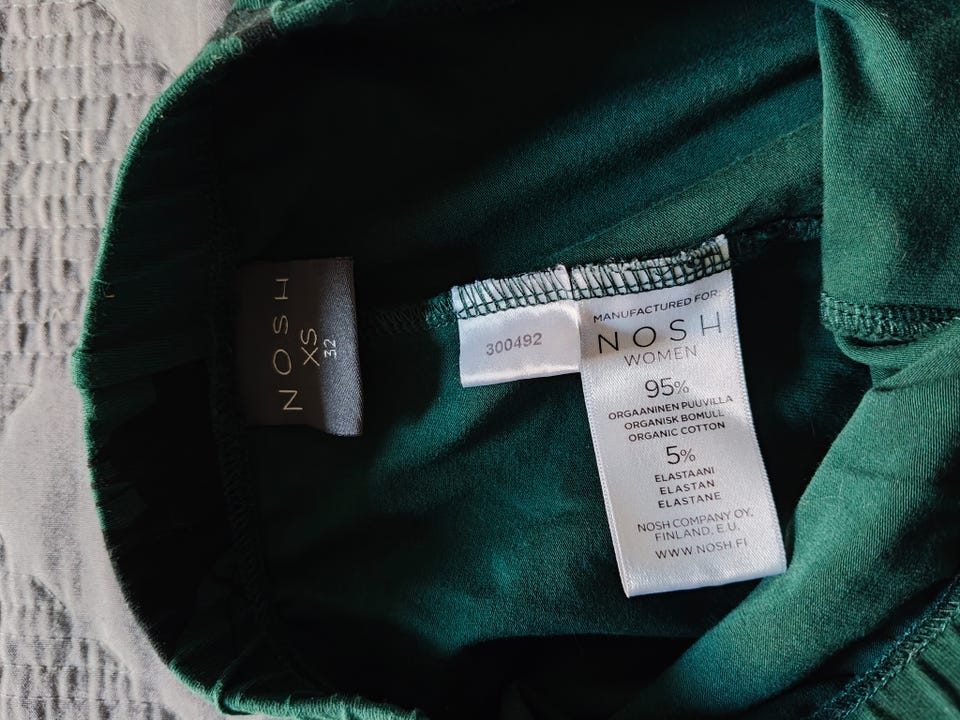 NOSH
XS
32
300492
MANUFACTURED FOR:
NOSH
WOMEN
95%
ORGAANINEN PUUVILLA
ORGANISK BOMULL
ORGANIC COTTON
5%
ELASTAANI
ELASTAN
ELASTANE
NOSH COMPANY OY,
FINLAND, E.U.
WWW.NOSH.FI